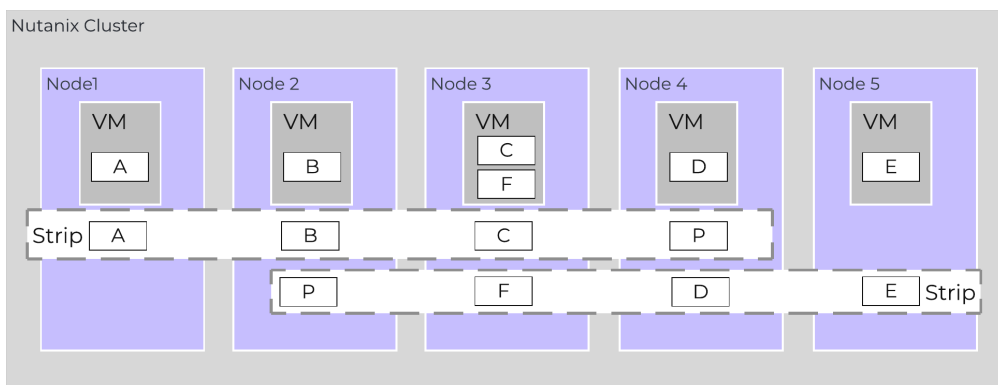 Nutanix Cluster
Node1
Node 2
Node 3
Node 4
Node 5
VM
VM
VM
VM
VM
A
B
C
F
D
E
Strip A B C P
P F D E Strip